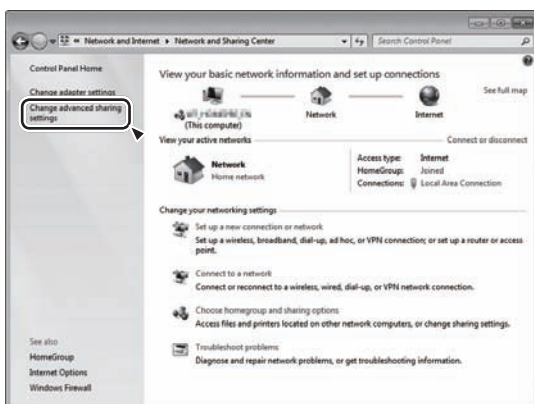 Network and Internet
Network and Sharing Center
Search Control Panel
Control Panel Home
Change adapter settings
Change advanced sharing
settings
View your basic network information and set up connections
See full map
(This computer)
Network
Internet
View your active networks
Connect or disconnect
Network
Home network
Access type: Internet
HomeGroup: Joined
Connections: Local Area Connection
Change your networking settings
Set up a new connection or network
Set up a wireless, broadband, dial-up, ad hoc, or VPN connection; or set up a router or access
point.
Connect to a network
Connect or reconnect to a wireless, wired, dial-up, or VPN network connection.
Choose homegroup and sharing options
Access files and printers located on other network computers, or change sharing settings.
Troubleshoot problems
Diagnose and repair network problems, or get troubleshooting information.
See also
HomeGroup
Internet Options
Windows Firewall